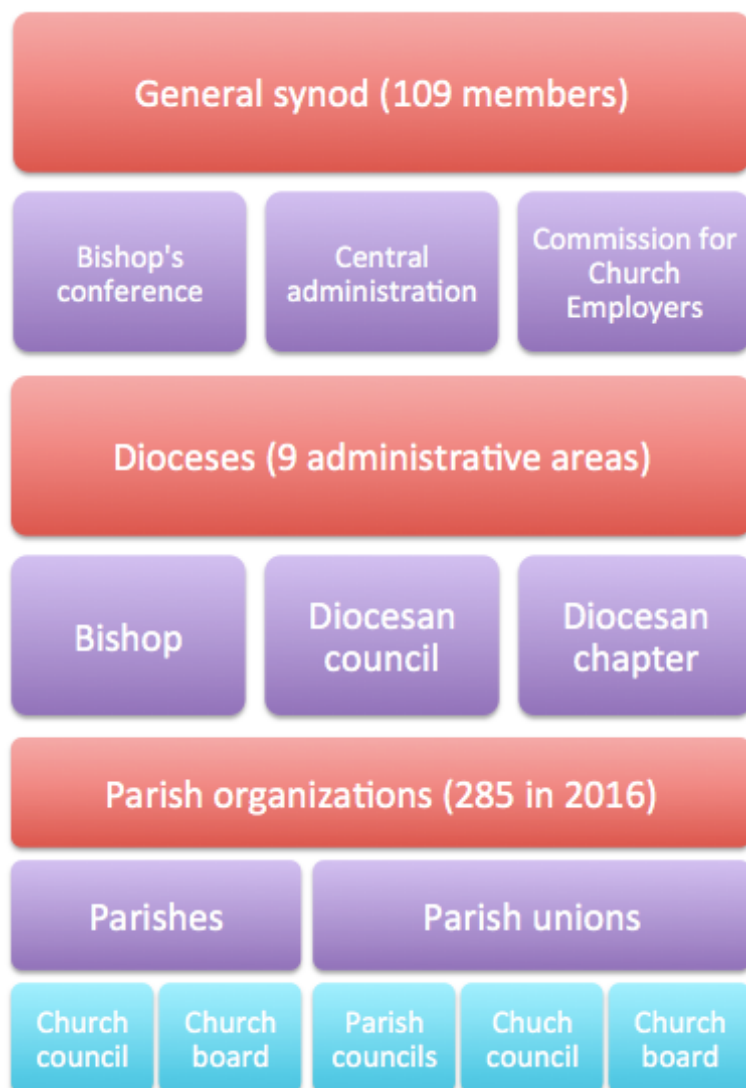 General synod (109 members)
Bishop's
conference
Central
administration
Commission for
Church
Employers
Dioceses (9 administrative areas)
Bishop
Diocesan
council
Diocesan
chapter
Parish organizations (285 in 2016)
Parishes
Parish unions
Church
council
Church
board
Parish
councils
Chuch
council
Church
board